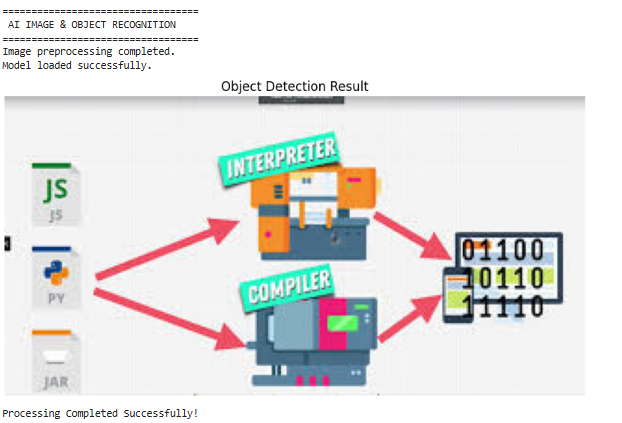 ==================================
AI IMAGE & OBJECT RECOGNITION
==================================
Image preprocessing completed.
Model loaded successfully.
Object Detection Result
INTERPRETER
JS
JS
PY
COMPILER
01100
10110
11110
JAR
Processing Completed Successfully!